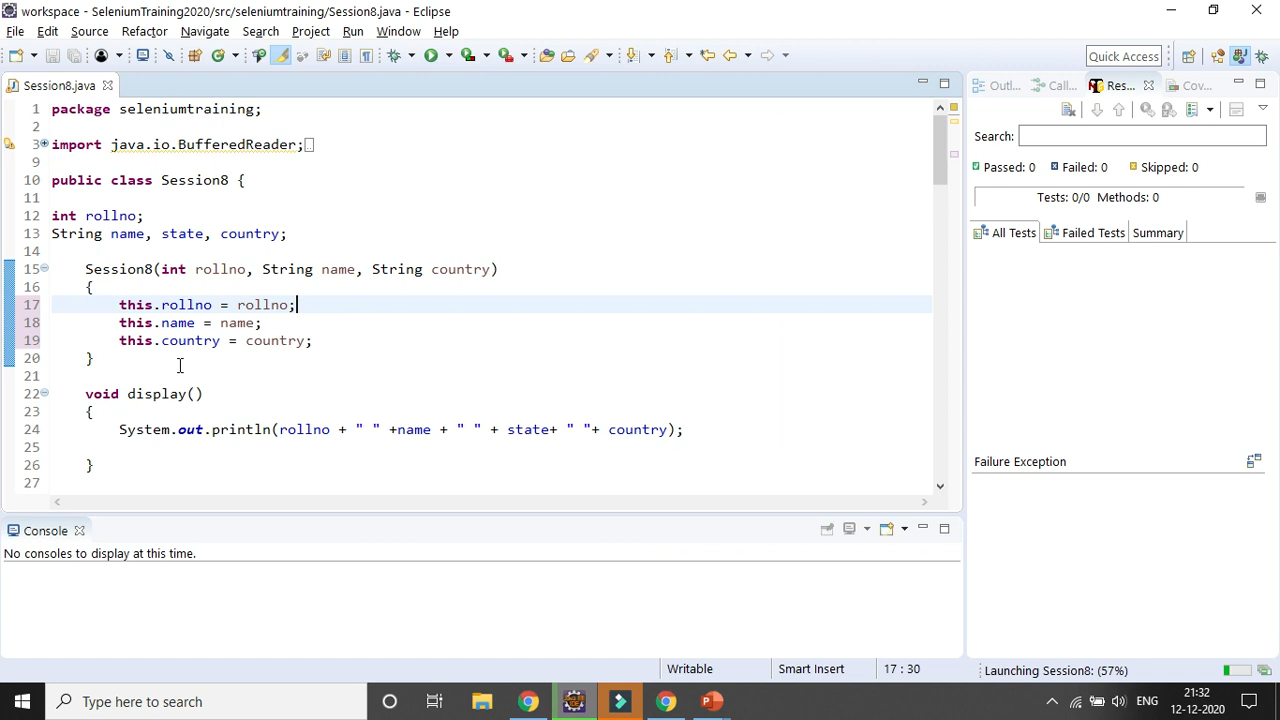 workspace - SeleniumTraining2020/src/seleniumtraining/Session8.java - Eclipse
File Edit Source Refactor Navigate Search Project Run Window Help
Quick Access
Session8.java
Outl... Call... Res... Cov...
1 package seleniumtraining;
2
3 import java.io.BufferedReader;
9
10 public class Session8 {
11
12 int rollno;
13 String name, state, country;
14
15 Session8(int rollno, String name, String country)
16 {
17 this.rollno = rollno;
18 this.name = name;
19 this.country = country;
20 }
21
22 void display()
23 {
24 System.out.println(rollno + " " +name + " " + state+ " "+ country);
25
26 }
27
Search:
Passed: 0 Failed: 0 Skipped: 0
Tests: 0/0 Methods: 0
All Tests Failed Tests Summary
Failure Exception
Console
No consoles to display at this time.
Writable Smart Insert 17 : 30 Launching Session8: (57%)
Type here to search
ENG
21:32
12-12-2020